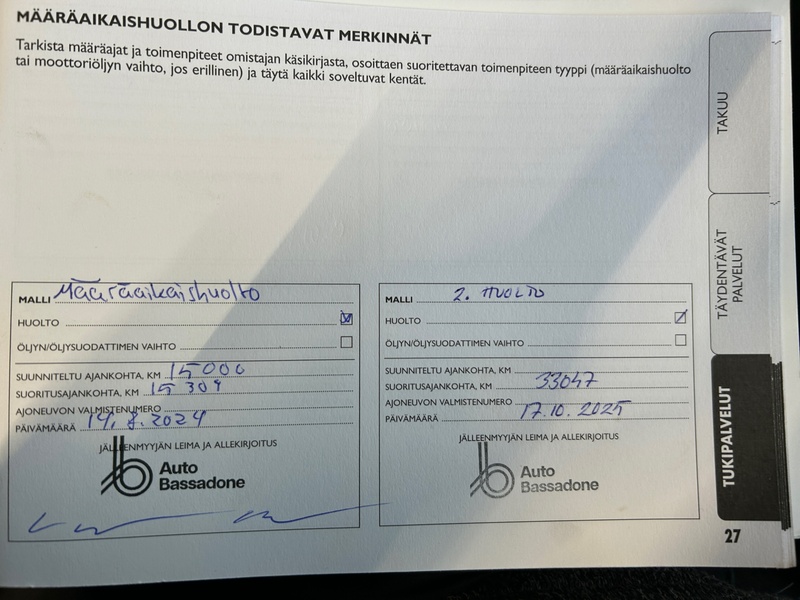 MÄÄRÄAIKAISHUOLLON TODISTAVAT MERKINNÄT
Tarkista määräajat ja toimenpiteet omistajan käsikirjasta, osoittaen suoritettavan toimenpiteen tyyppi (määräaikaishuolto
tai moottoriöljyn vaihto, jos erillinen) ja täytä kaikki soveltuvat kentät.
MALLI Määräaikaishuolto
HUOLTO
ÖLJYN/ÖLJYSUODATTIMEN VAIHTO
SUUNNITELTU AJANKOHTA, KM 15000
SUORITUSAJANKOHTA, KM 15309
AJONEUVON VALMISTENUMERO
PÄIVÄMÄÄRÄ 14.8.2024
JÄLLEENMYYJÄN LEIMA JA ALLEKIRJOITUS
Auto
Bassadone
MALLI 2. HUOLTO
HUOLTO
ÖLJYN/ÖLJYSUODATTIMEN VAIHTO
SUUNNITELTU AJANKOHTA, KM
SUORITUSAJANKOHTA, KM 33047
AJONEUVON VALMISTENUMERO
PÄIVÄMÄÄRÄ 17.10.2025
JÄLLEENMYYJÄN LEIMA JA ALLEKIRJOITUS
Auto
Bassadone
TAKUU
TÄYDENTÄVÄT
PALVELUT
TUKIPALVELUT
27